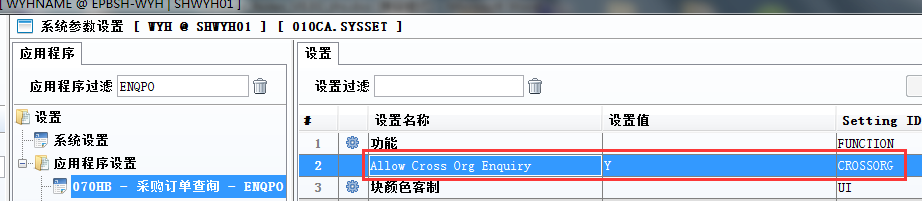 [ WYHNAME @ EPBSH-WYH | SHWYH01 ]
系统参数设置 [ WYH @ SHWYH01 ] [ 010CA.SYSSET ]
应用程序
设置
应用程序过滤 ENQPO
设置过滤
设置
系统设置
应用程序设置
070HB - 采购订单查询 - ENQPO
# 设置名称 设置值 Setting ID
1 功能 FUNCTION
2 Allow Cross Org Enquiry Y CROSSORG
3 块颜色客制 UI